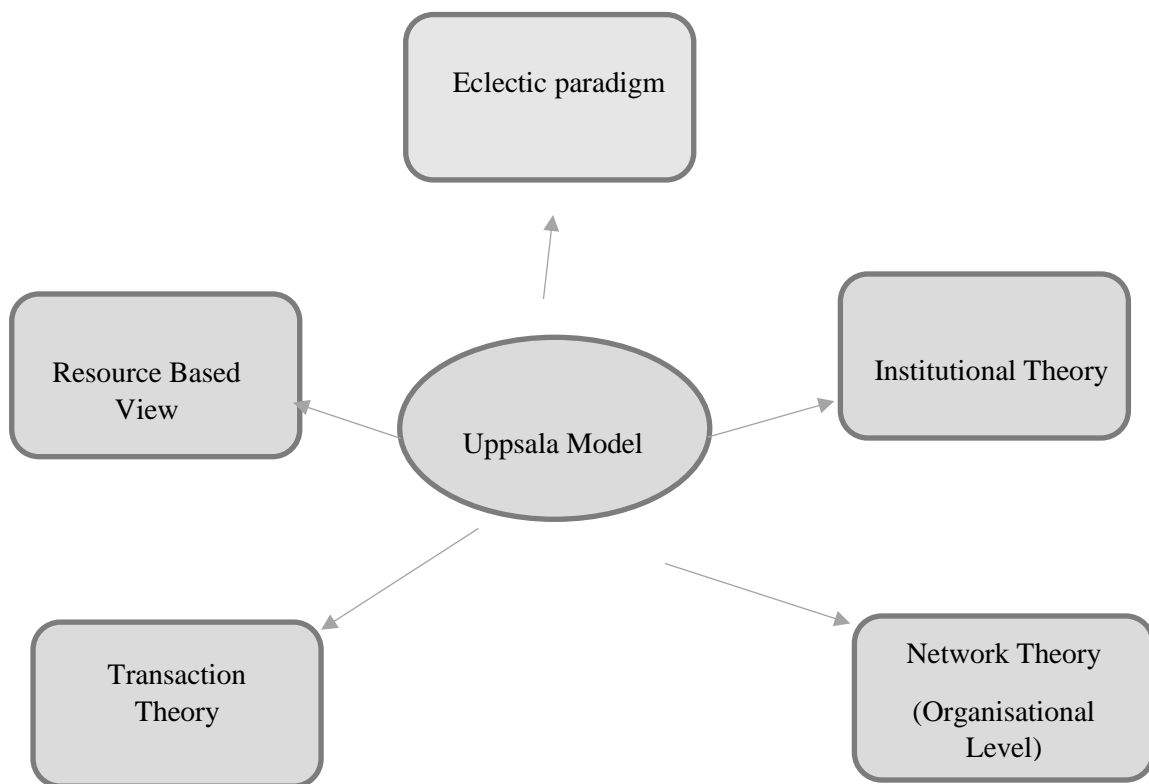 Eclectic paradigm
Institutional Theory
Resource Based
View
Uppsala Model
Network Theory
(Organisational
Level)
Transaction
Theory